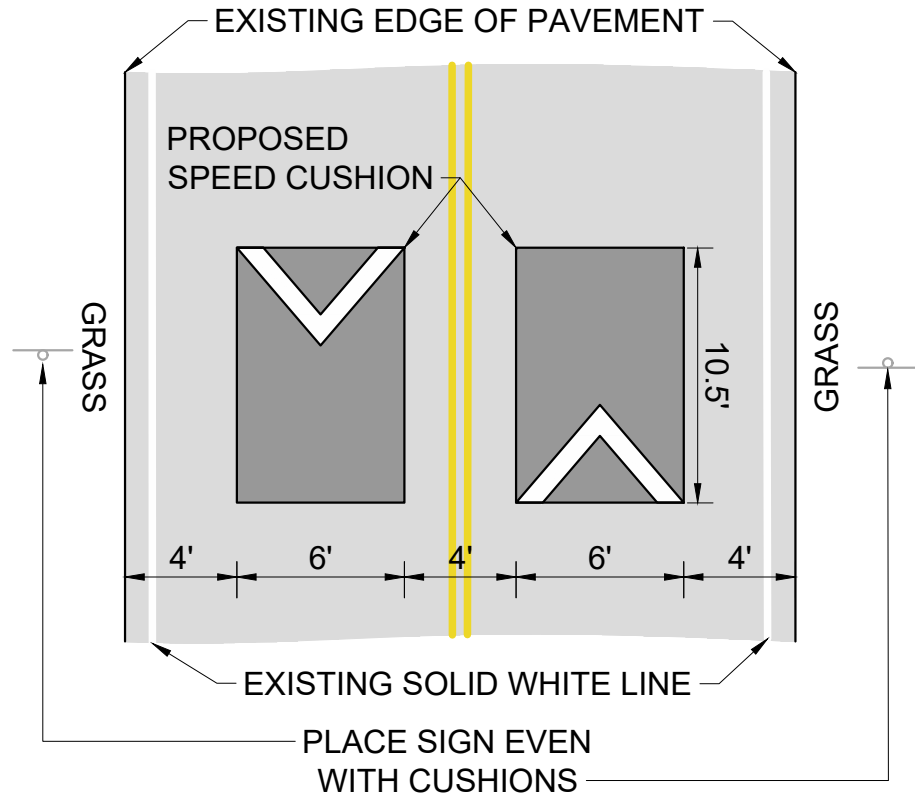 EXISTING EDGE OF PAVEMENT
PROPOSED
SPEED CUSHION
GRASS
GRASS
10.5'
4'
6'
4'
6'
4'
EXISTING SOLID WHITE LINE
PLACE SIGN EVEN
WITH CUSHIONS